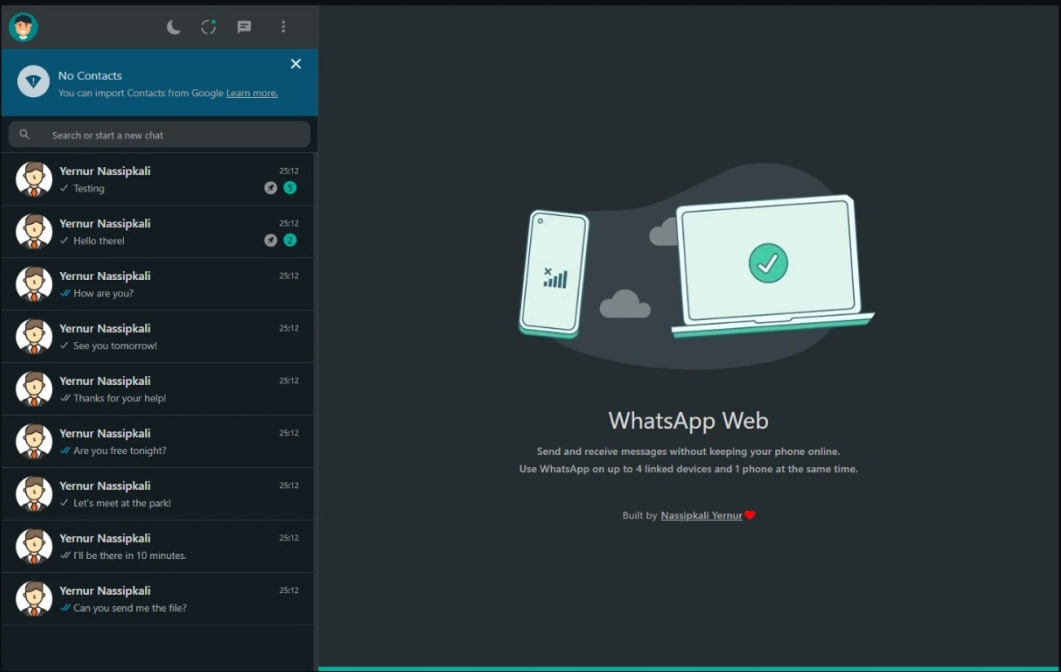 No Contacts
You can import Contacts from Google Learn more.
Search or start a new chat
Yernur Nassipkali 25:12
Testing 5
Yernur Nassipkali 25:12
Hello there! 2
Yernur Nassipkali 25:12
How are you?
Yernur Nassipkali 25:12
See you tomorrow!
Yernur Nassipkali 25:12
Thanks for your help!
Yernur Nassipkali 25:12
Are you free tonight?
Yernur Nassipkali 25:12
Let's meet at the park!
Yernur Nassipkali 25:12
I'll be there in 10 minutes.
Yernur Nassipkali 25:12
Can you send me the file?
WhatsApp Web
Send and receive messages without keeping your phone online.
Use WhatsApp on up to 4 linked devices and 1 phone at the same time.
Built by Nassipkali Yernur